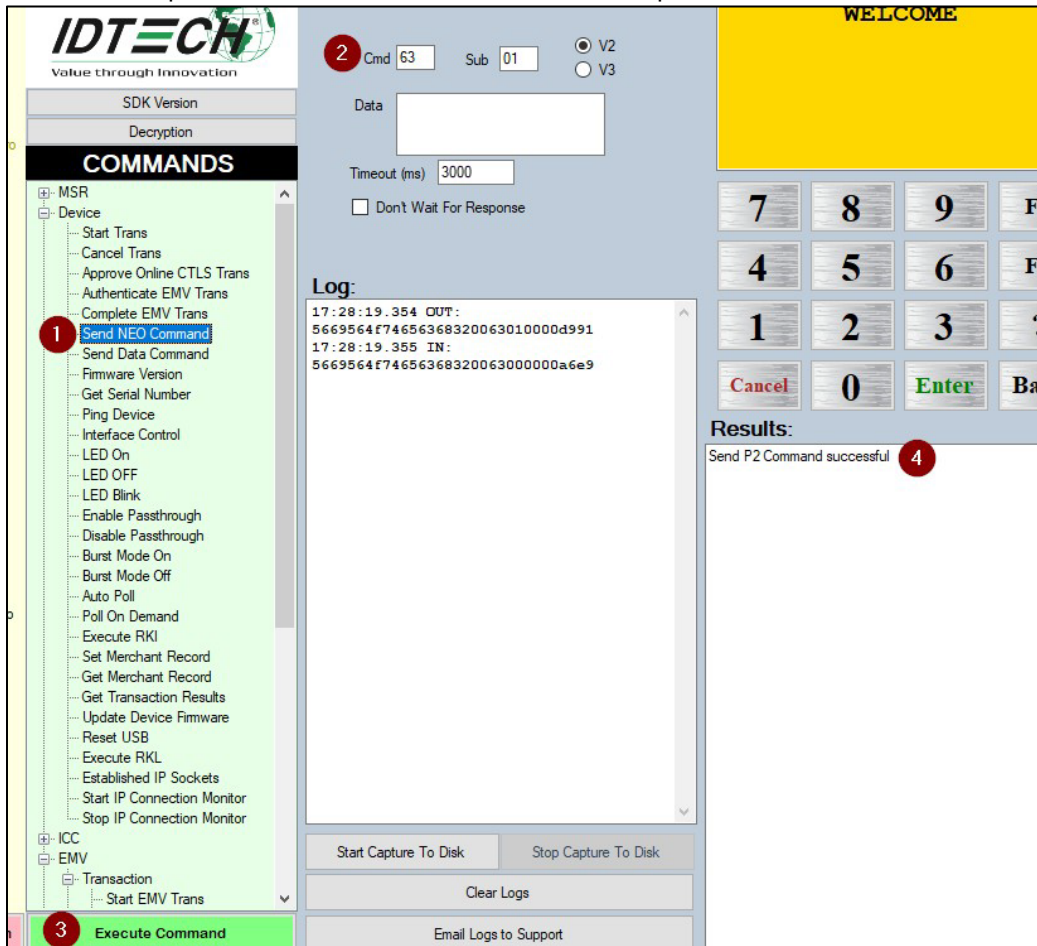 IDTECH®
Value through Innovation
SDK Version
Decryption
COMMANDS
MSR
Device
Start Trans
Cancel Trans
Approve Online CTLS Trans
Authenticate EMV Trans
Complete EMV Trans
1 Send NEO Command
Send Data Command
Firmware Version
Get Serial Number
Ping Device
Interface Control
LED On
LED OFF
LED Blink
Enable Passthrough
Disable Passthrough
Burst Mode On
Burst Mode Off
Auto Poll
Poll On Demand
Execute RKI
Set Merchant Record
Get Merchant Record
Get Transaction Results
Update Device Firmware
Reset USB
Execute RKL
Established IP Sockets
Start IP Connection Monitor
Stop IP Connection Monitor
ICC
EMV
Transaction
Start EMV Trans
3 Execute Command
2 Cmd 63 Sub 01 V2
V3
Data
Timeout (ms) 3000
Don't Wait For Response
Log:
17:28:19.354 OUT:
5669564f74656368320063010000d991
17:28:19.355 IN:
5669564f74656368320063000000a6e9
Start Capture To Disk Stop Capture To Disk
Clear Logs
Email Logs to Support
WELCOME
7 8 9 F
4 5 6 F
1 2 3
Cancel 0 Enter Ba
Results:
Send P2 Command successful 4